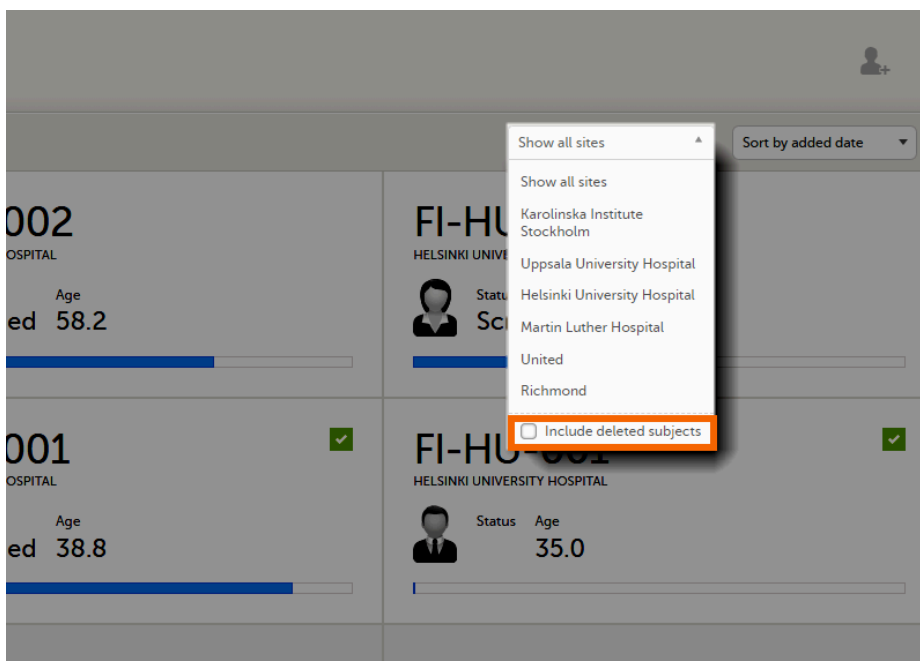 Show all sites
Sort by added date
Show all sites
Karolinska Institute
Stockholm
Uppsala University Hospital
Helsinki University Hospital
Martin Luther Hospital
United
Richmond
Include deleted subjects
002
OSPITAL
Age
ed 58.2
FI-HU
HELSINKI UNIVE
Statu
Scr
001
OSPITAL
Age
ed 38.8
FI-HU-001
HELSINKI UNIVERSITY HOSPITAL
Status Age
35.0